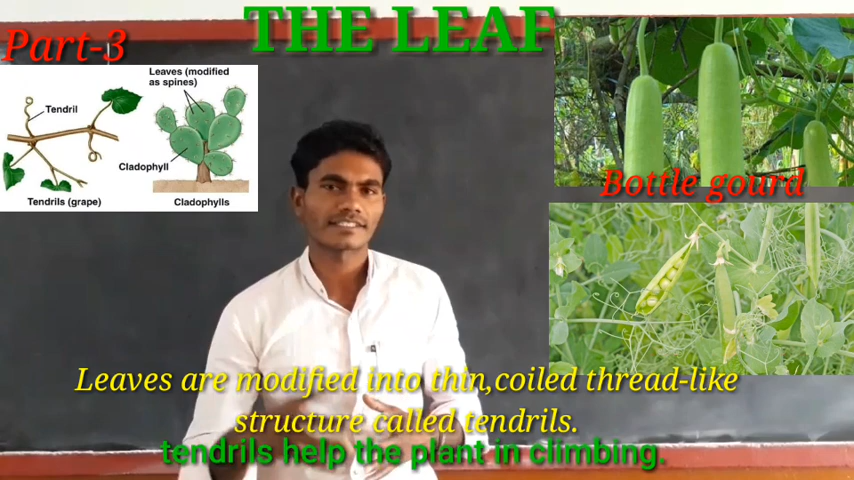 THE LEAF
Part-3
Leaves (modified
as spines)
Tendril
Cladophyll
Tendrils (grape)
Cladophylls
Bottle gourd
Leaves are modified into thin,coiled thread-like
structure called tendrils.
tendrils help the plant in climbing.